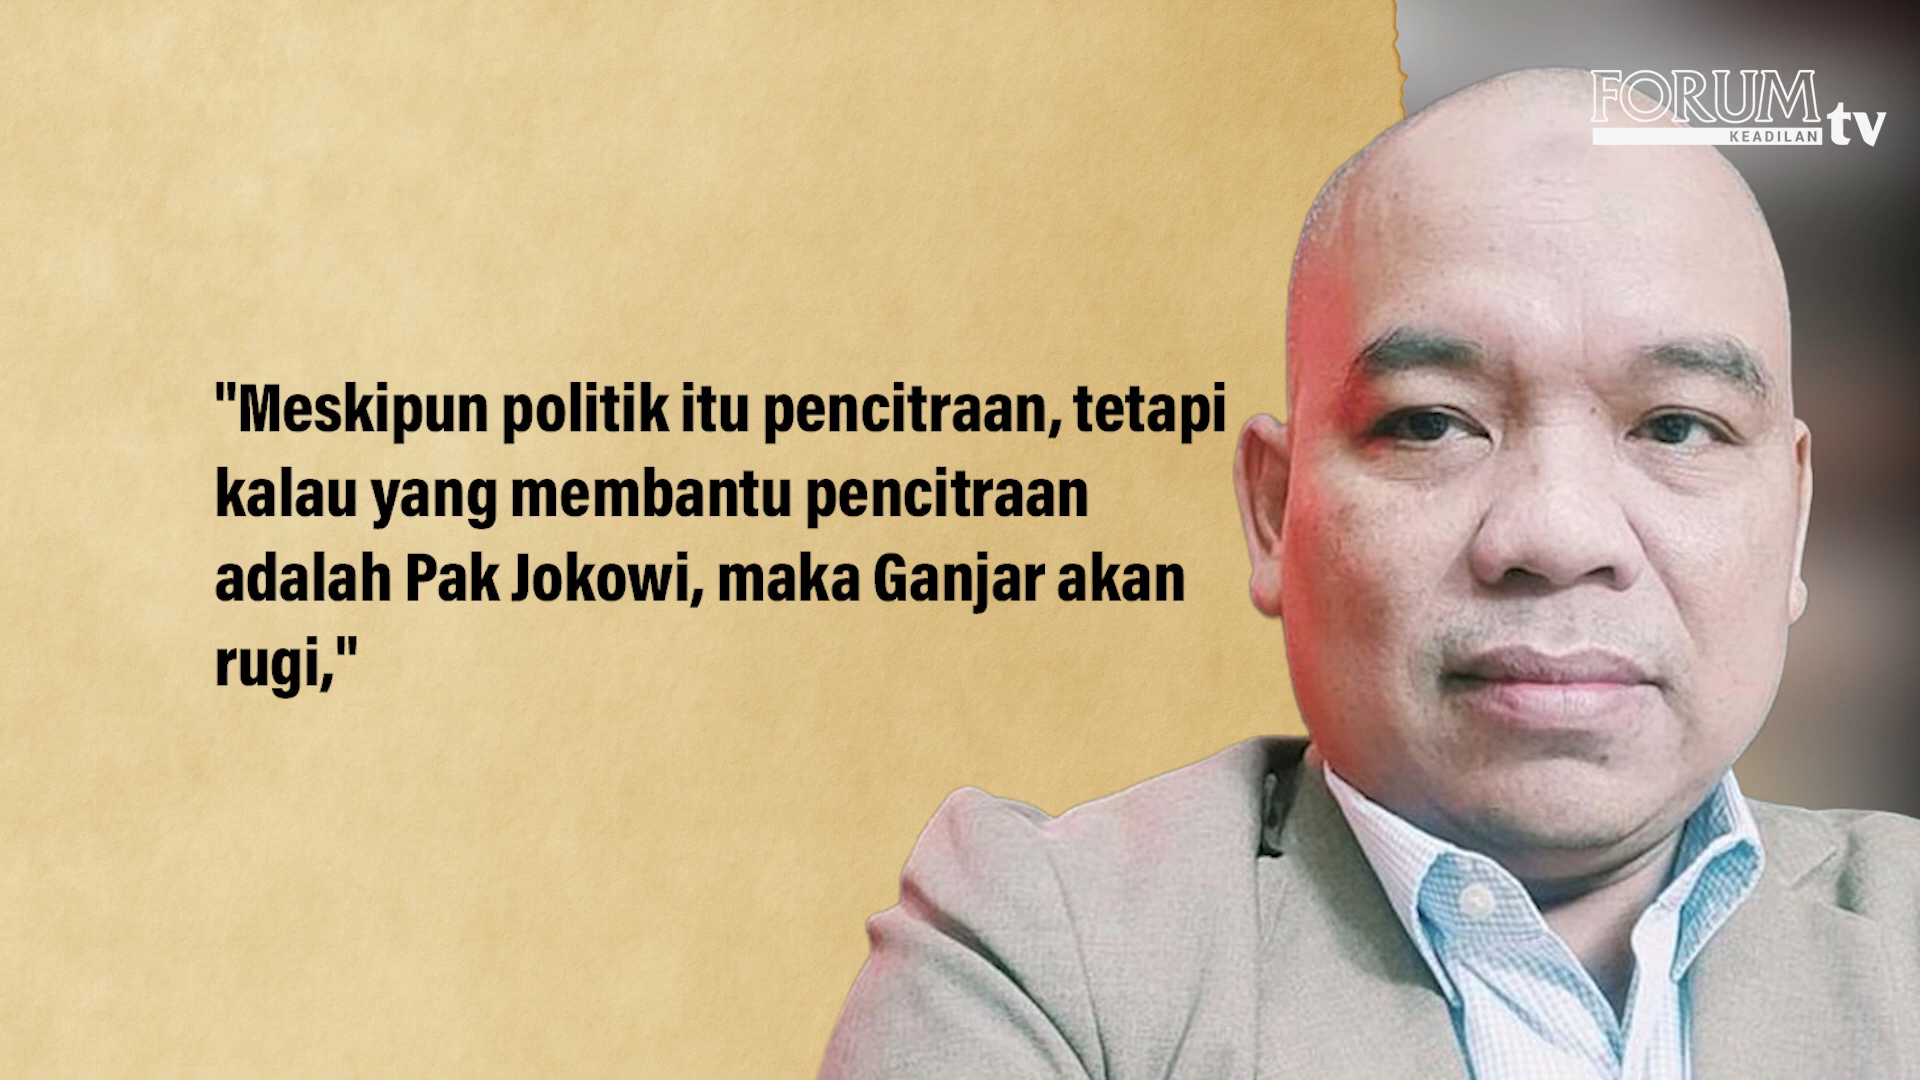 FORUM
KEADILAN
tv
"Meskipun politik itu pencitraan, tetapi
kalau yang membantu pencitraan
adalah Pak Jokowi, maka Ganjar akan
rugi,"